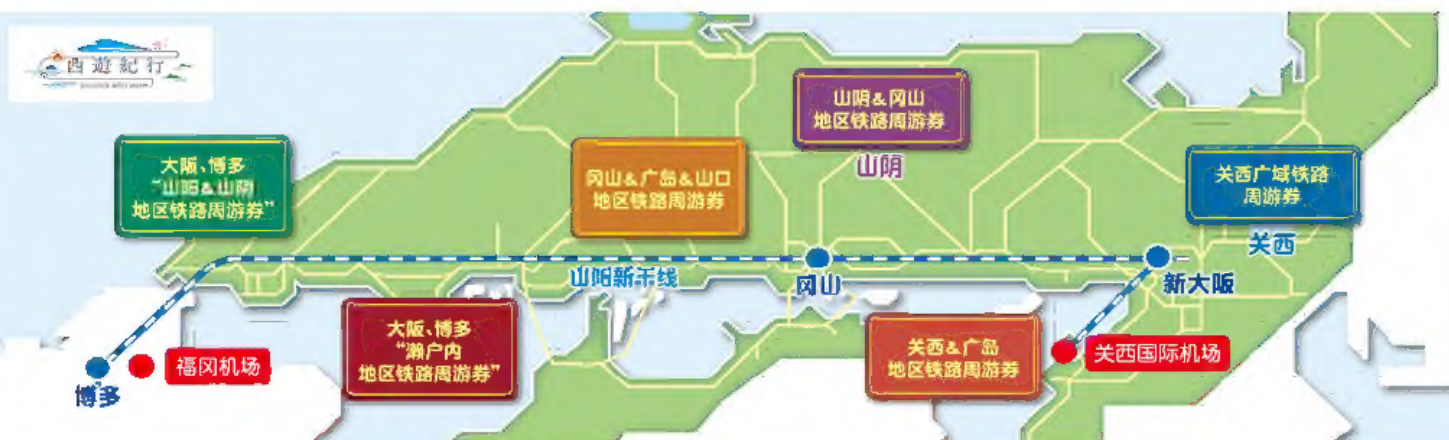 西遊紀行
山阴&冈山
地区铁路周游券
山阴
大阪、博多
“山阳&山阴
地区铁路周游券”
冈山&广岛&山口
地区铁路周游券
关西广域铁路
周游券
关西
山阳新干线
冈山
新大阪
大阪、博多
“濑户内
地区铁路周游券”
关西&广岛
地区铁路周游券
关西国际机场
福冈机场
博多